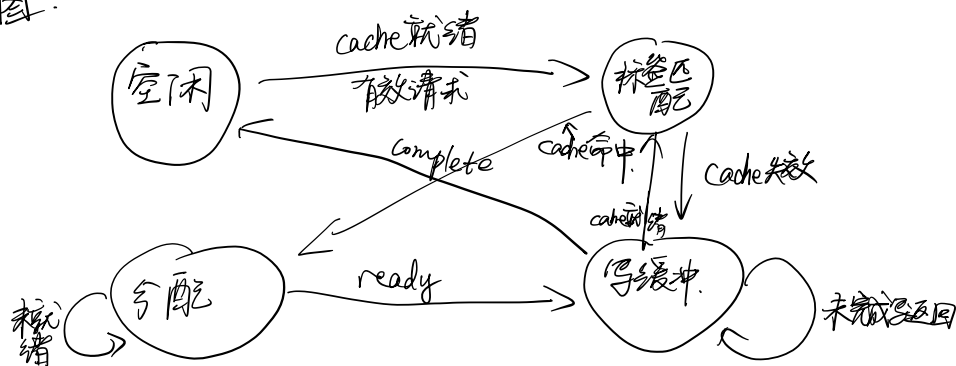 图.
cache就绪
有效请求
空闲
标签匹
配
complete
cache命中.
Cache失效
cache就绪
分配
ready
写缓冲.
未就
绪
未完成写返回